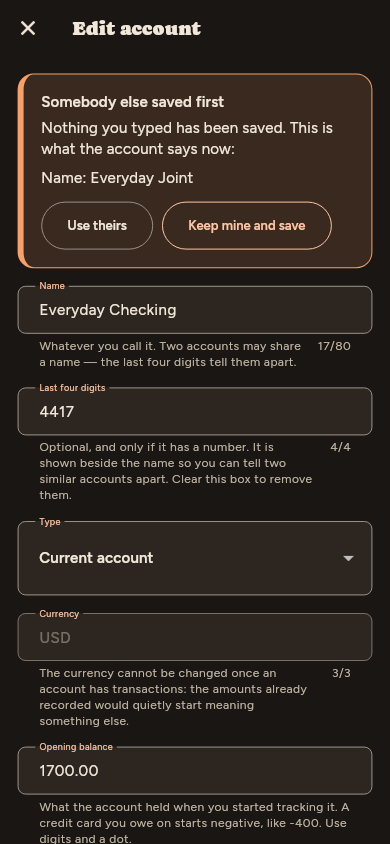 Edit account
Somebody else saved first
Nothing you typed has been saved. This is
what the account says now:
Name: Everyday Joint
Use theirs
Keep mine and save
Name
Everyday Checking
Whatever you call it. Two accounts may share 17/80
a name — the last four digits tell them apart.
Last four digits
4417
Optional, and only if it has a number. It is 4/4
shown beside the name so you can tell two
similar accounts apart. Clear this box to remove
them.
Type
Current account
Currency
USD
The currency cannot be changed once an 3/3
account has transactions: the amounts already
recorded would quietly start meaning
something else.
Opening balance
1700.00
What the account held when you started tracking it. A
credit card you owe on starts negative, like -400. Use
digits and a dot.